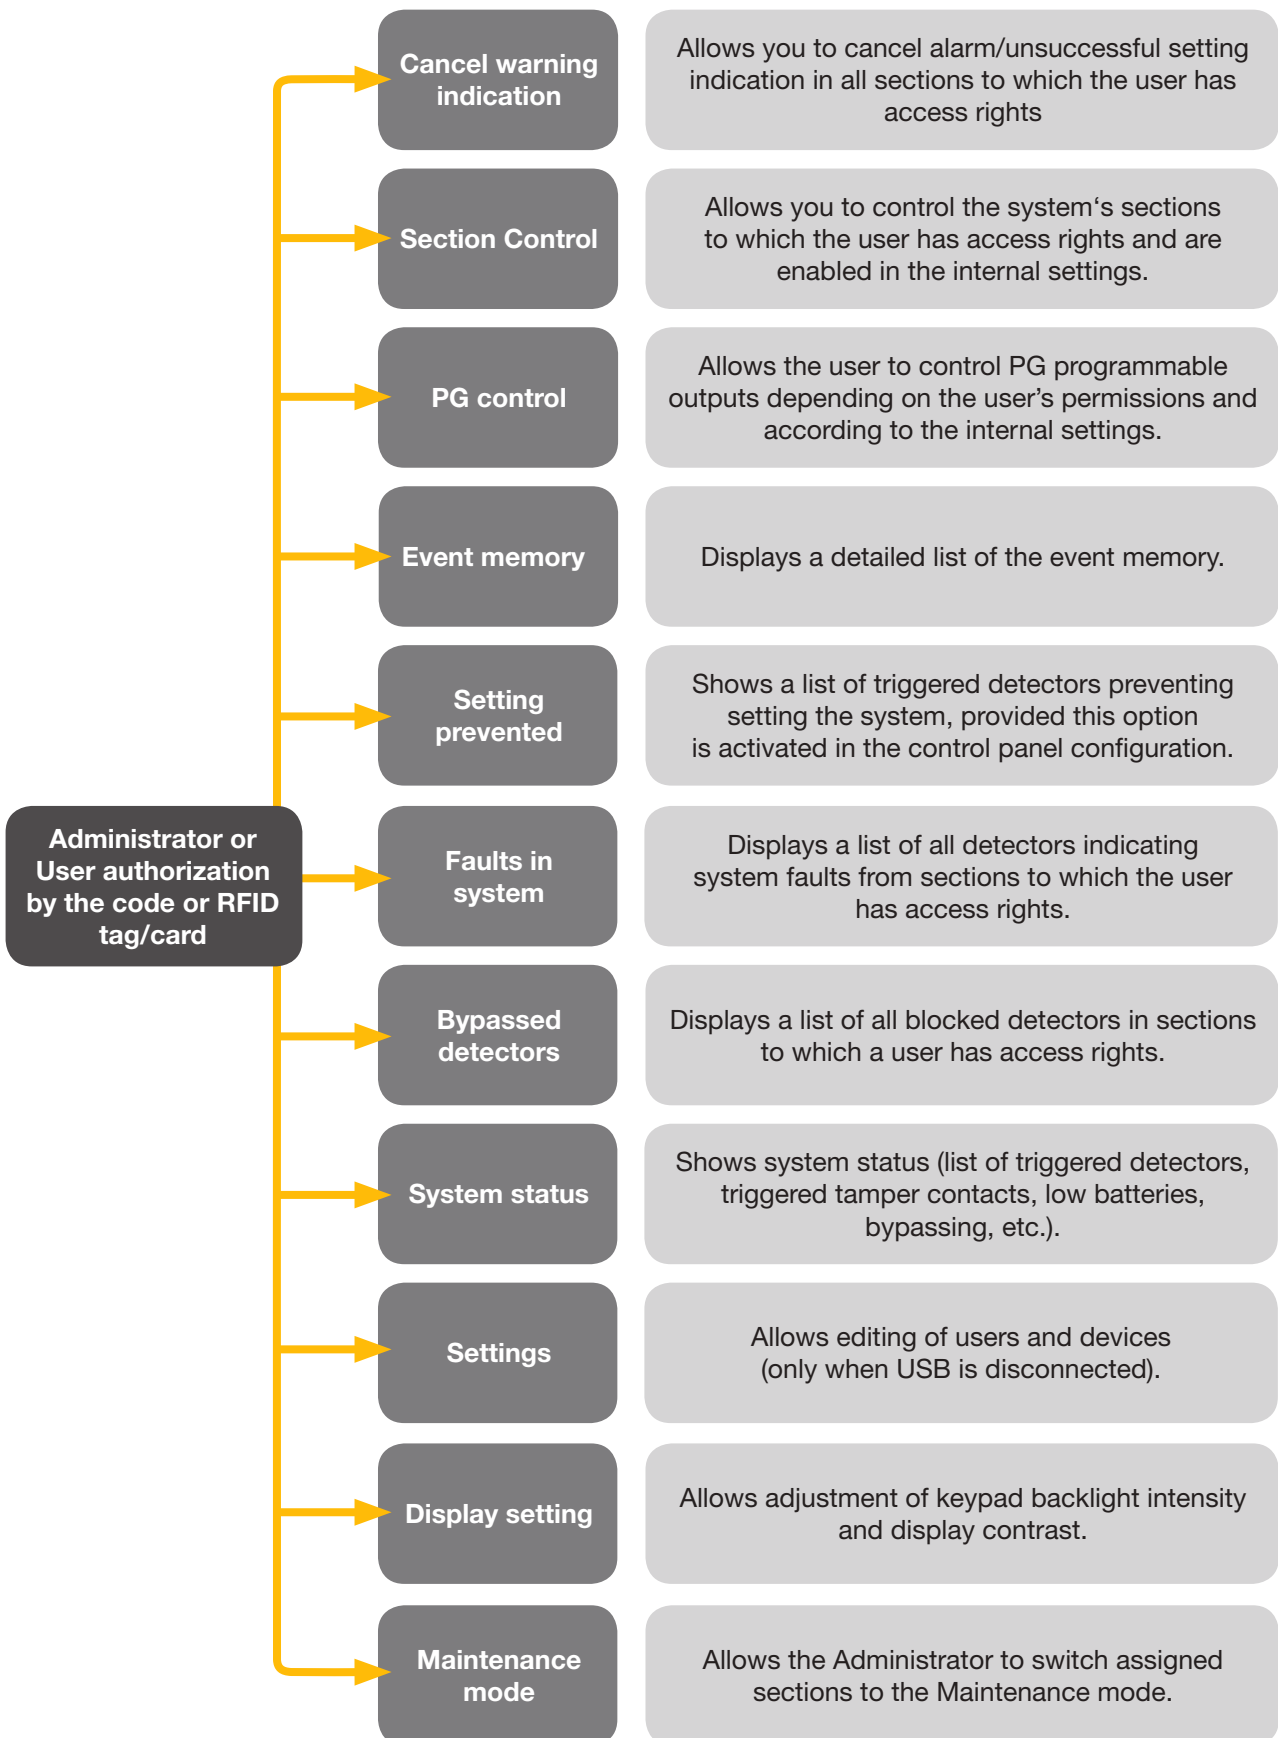 Cancel warning
indication
Allows you to cancel alarm/unsuccessful setting
indication in all sections to which the user has
access rights
Section Control
Allows you to control the system‘s sections
to which the user has access rights and are
enabled in the internal settings.
PG control
Allows the user to control PG programmable
outputs depending on the user’s permissions and
according to the internal settings.
Event memory
Displays a detailed list of the event memory.
Setting
prevented
Shows a list of triggered detectors preventing
setting the system, provided this option
is activated in the control panel configuration.
Administrator or
User authorization
by the code or RFID
tag/card
Faults in
system
Displays a list of all detectors indicating
system faults from sections to which the user
has access rights.
Bypassed
detectors
Displays a list of all blocked detectors in sections
to which a user has access rights.
System status
Shows system status (list of triggered detectors,
triggered tamper contacts, low batteries,
bypassing, etc.).
Settings
Allows editing of users and devices
(only when USB is disconnected).
Display setting
Allows adjustment of keypad backlight intensity
and display contrast.
Maintenance
mode
Allows the Administrator to switch assigned
sections to the Maintenance mode.